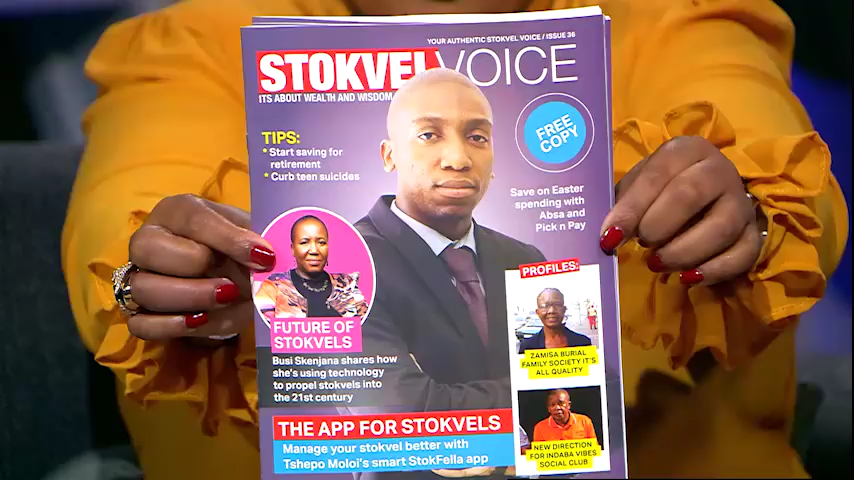 YOUR AUTHENTIC STOKVEL VOICE / ISSUE 36
STOKVEL VOICE
ITS ABOUT WEALTH AND WISDOM
FREE
COPY
TIPS:
* Start saving for
retirement
* Curb teen suicides
Save on Easter
spending with
Absa and
Pick n Pay
PROFILES:
FUTURE OF
STOKVELS
Busi Skenjana shares how
she's using technology
to propel stokvels into
the 21st century
ZAMISA BURIAL
FAMILY SOCIETY IT'S
ALL QUALITY
THE APP FOR STOKVELS
Manage your stokvel better with
Tshepo Moloi's smart StokFella app
NEW DIRECTION
FOR INDABA VIBES
SOCIAL CLUB